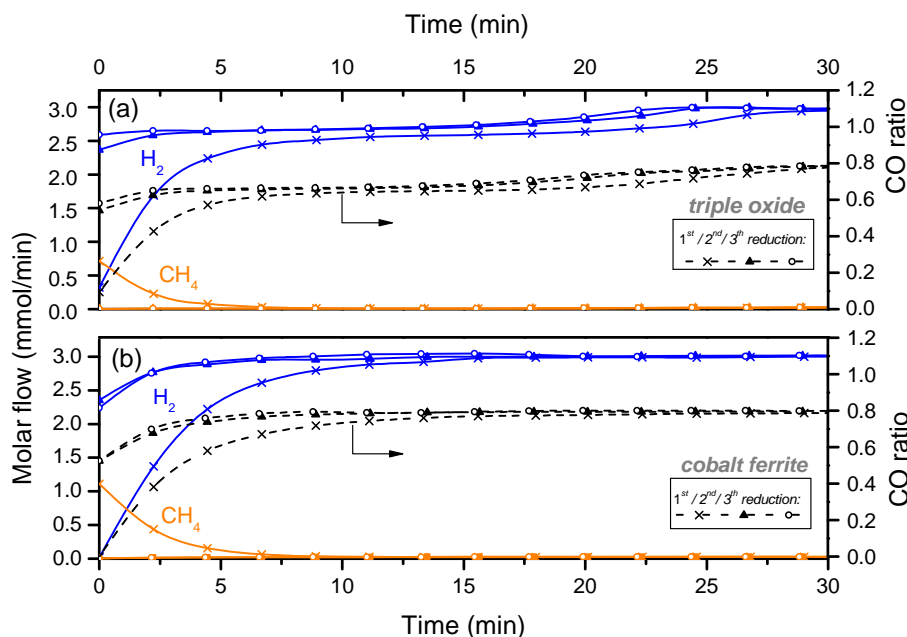 Time (min)
0 5 10 15 20 25 30
(a)
3.0
2.5
2.0
1.5
1.0
0.5
0.0
H2
CH4
1.2
1.0
0.8
0.6
0.4
0.2
0.0
CO ratio
triple oxide
1st / 2nd / 3th reduction:
Molar flow (mmol/min)
(b)
3.0
2.5
2.0
1.5
1.0
0.5
0.0
H2
CH4
1.2
1.0
0.8
0.6
0.4
0.2
0.0
CO ratio
cobalt ferrite
1st / 2nd / 3th reduction:
0 5 10 15 20 25 30
Time (min)